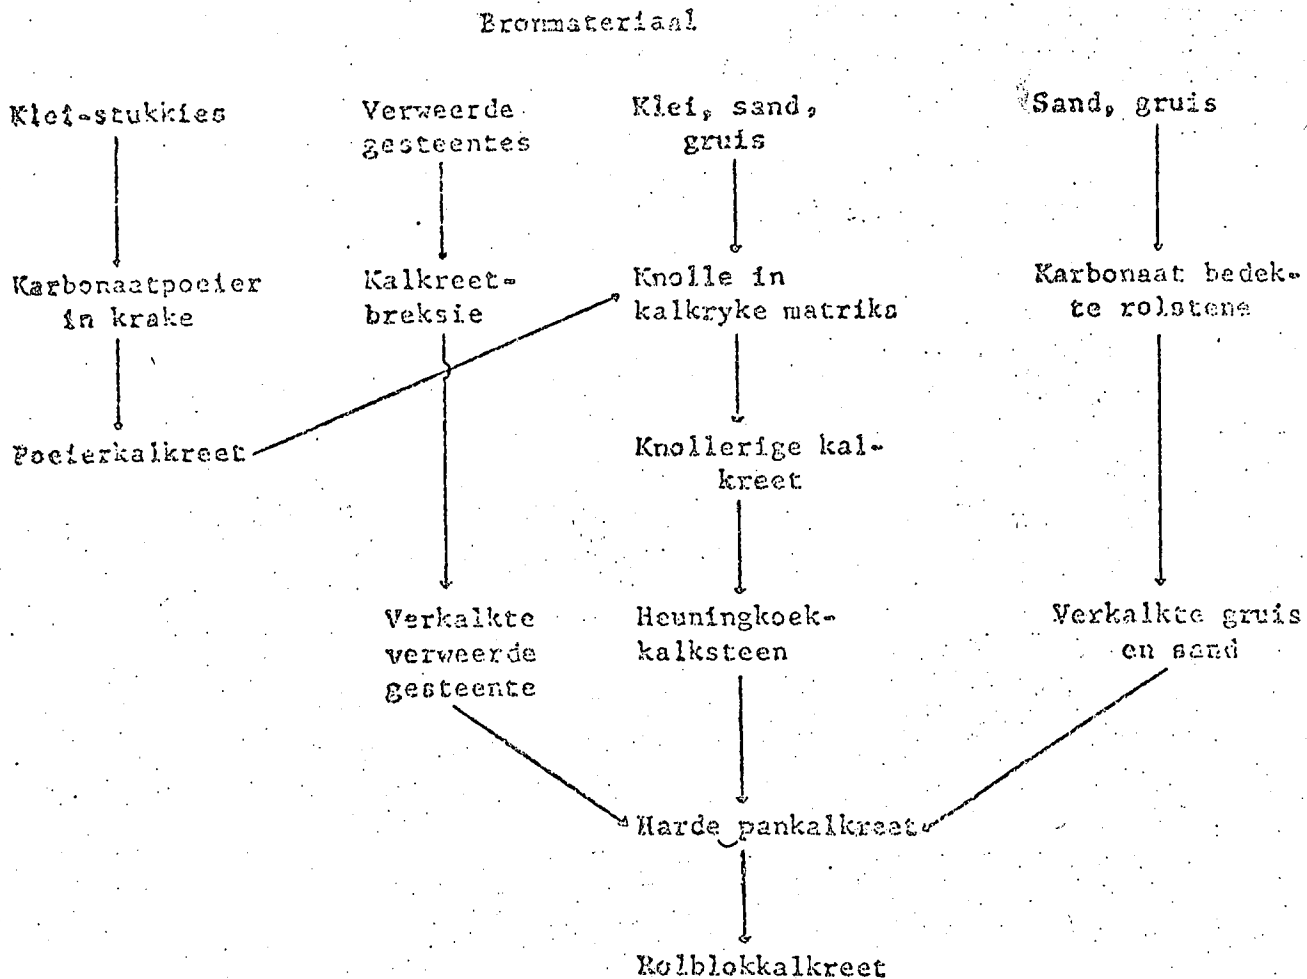 Bronmateriaal
Klei-stukkies
Verweerde
gesteentes
Klei, sand,
gruis
Sand, gruis
Karbonaatpoeier
in krake
Kalkreet-
breksie
Knolle in
kalkryke matriks
Karbonaat bedek-
te rolstene
Poeierkalkreet
Knollerige kal-
kreet
Verkalkte
verweerde
gesteente
Heuningkoek-
kalksteen
Verkalkte gruis
en sand
Harde pankalkreet
Rolblokkalkreet